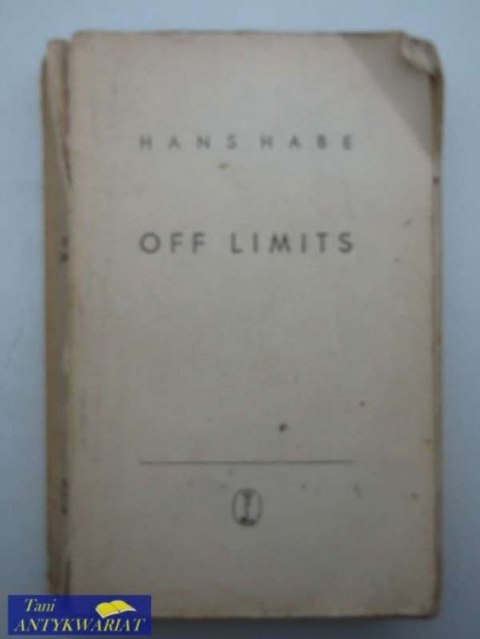 HANS HABE
OFF LIMITS
Tani
ANTYKWARIAT